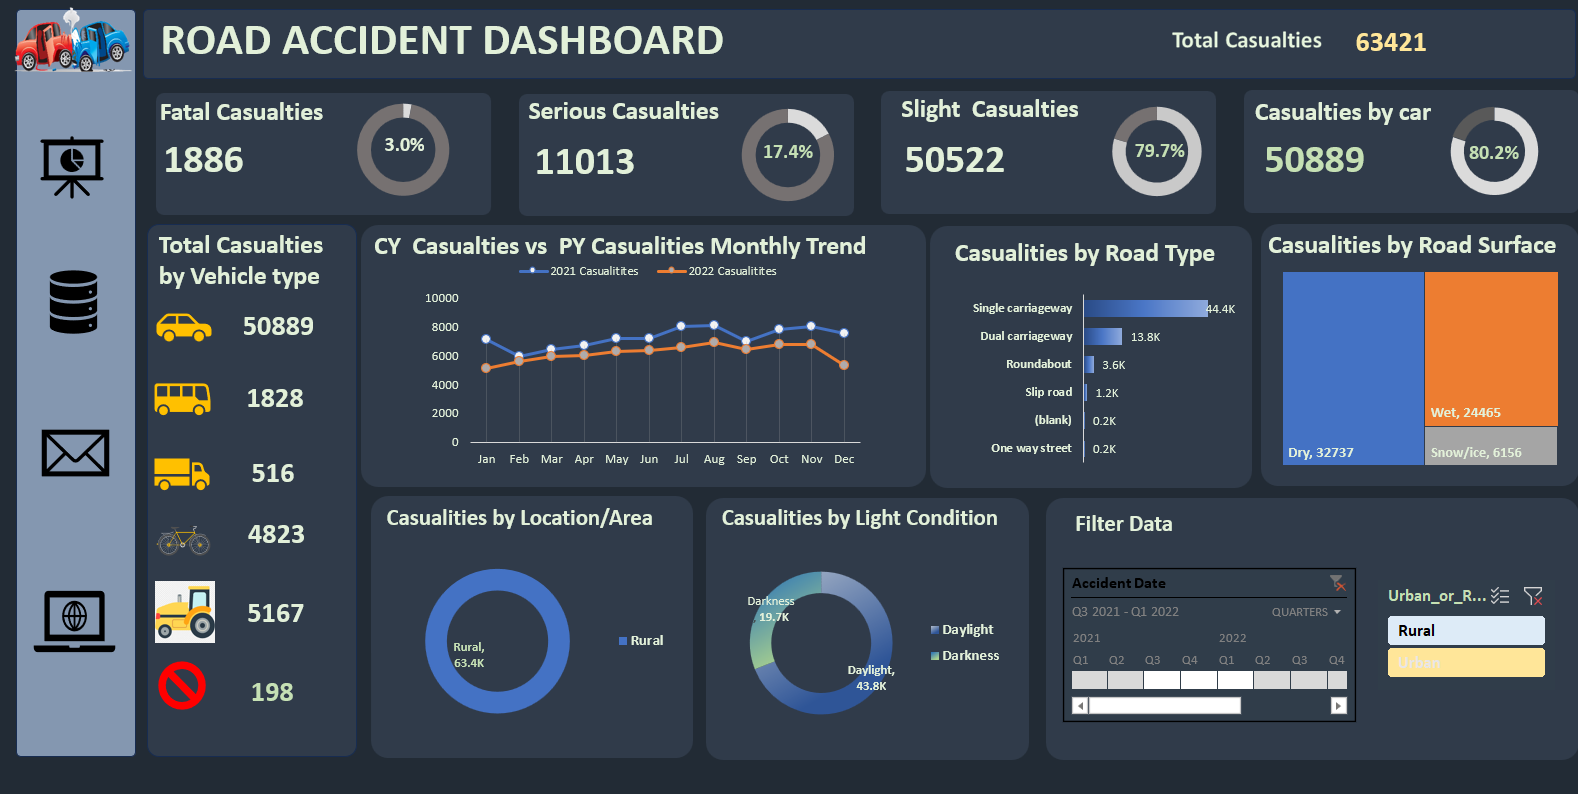 ROAD ACCIDENT DASHBOARD
Total Casualties
63421
Fatal Casualties
1886
3.0%
Serious Casualties
11013
17.4%
Slight Casualties
50522
79.7%
Casualties by car
50889
80.2%
Total Casualties
by Vehicle type
50889
1828
516
4823
5167
198
CY Casualties vs PY Casualities Monthly Trend
2021 Casualitites
2022 Casualitites
10000
8000
6000
4000
2000
0
Jan Feb Mar Apr May Jun Jul Aug Sep Oct Nov Dec
Casualities by Road Type
Single carriageway 44.4K
Dual carriageway 13.8K
Roundabout 3.6K
Slip road 1.2K
(blank) 0.2K
One way street 0.2K
Casualities by Road Surface
Dry, 32737
Wet, 24465
Snow/ice, 6156
Casualities by Location/Area
Rural,
63.4K
Rural
Casualities by Light Condition
Darkness
19.7K
Daylight,
43.8K
Daylight
Darkness
Filter Data
Accident Date
Q3 2021 - Q1 2022 QUARTERS
2021 2022
Q1 Q2 Q3 Q4 Q1 Q2 Q3 Q4
Urban_or_R...
Rural
Urban